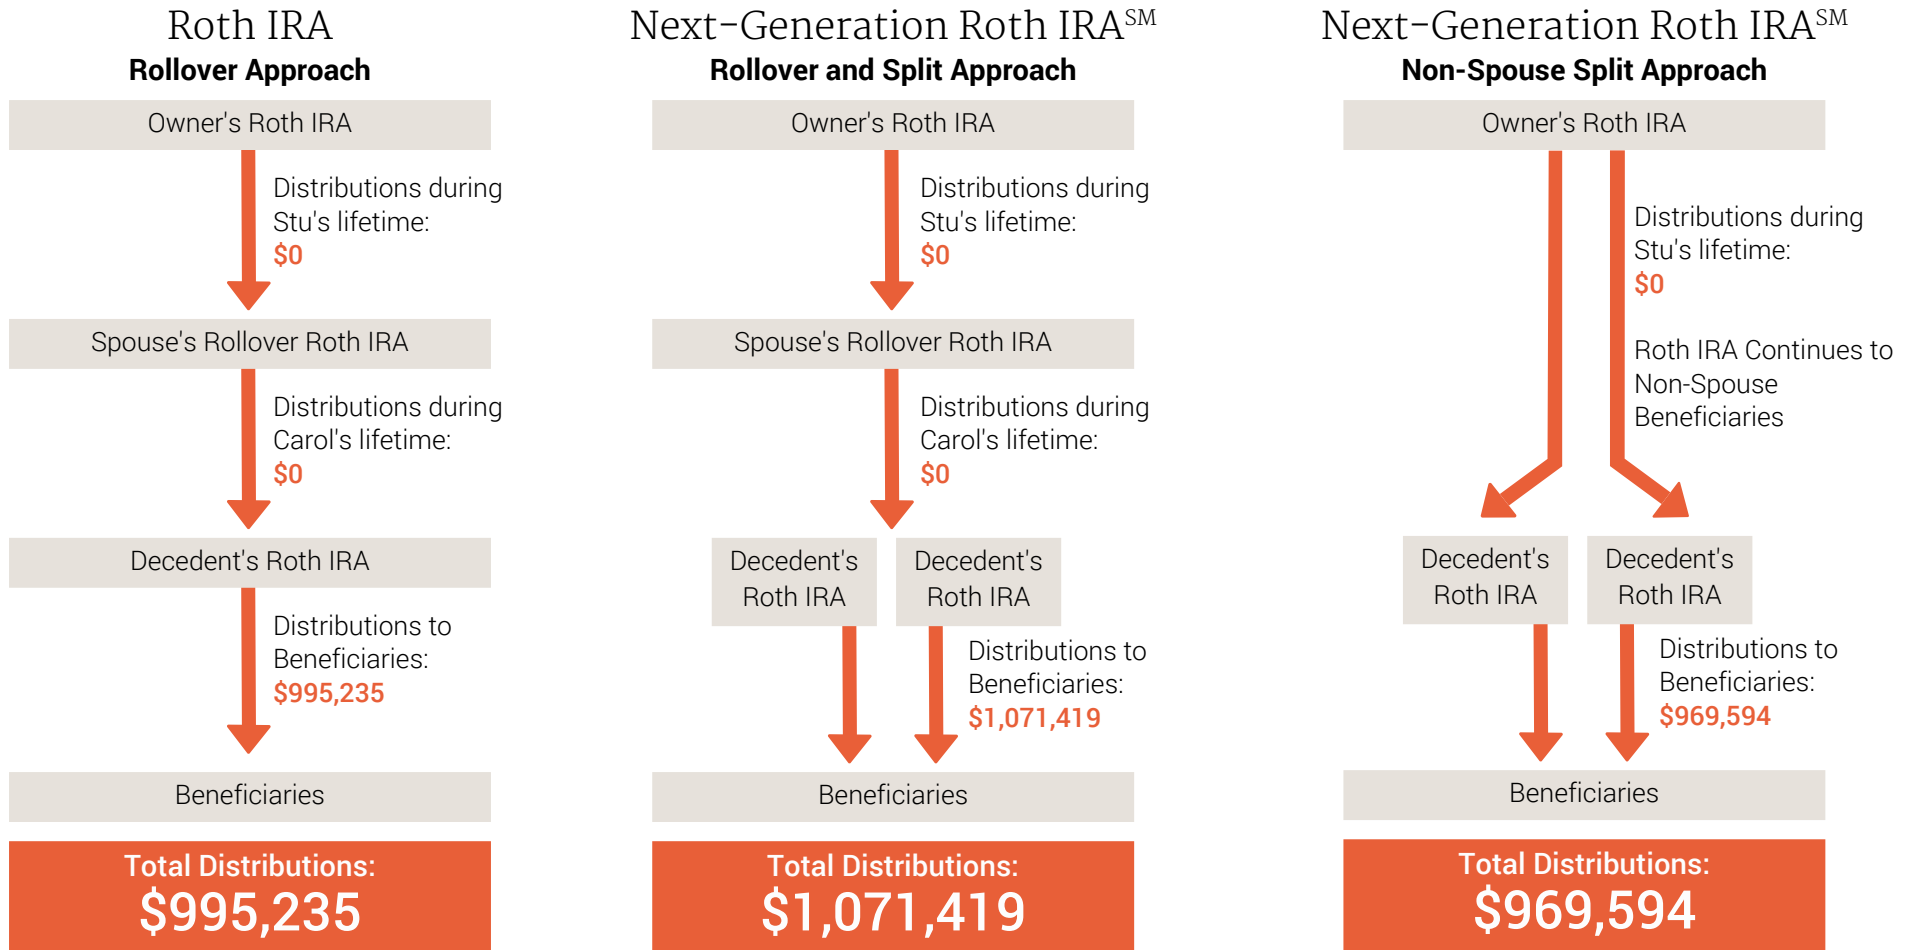 Roth IRA
Rollover Approach
Owner's Roth IRA
Distributions during
Stu's lifetime:
$0
Spouse's Rollover Roth IRA
Distributions during
Carol's lifetime:
$0
Decedent's Roth IRA
Distributions to
Beneficiaries:
$995,235
Beneficiaries
Total Distributions:
$995,235
Next-Generation Roth IRA℠
Rollover and Split Approach
Owner's Roth IRA
Distributions during
Stu's lifetime:
$0
Spouse's Rollover Roth IRA
Distributions during
Carol's lifetime:
$0
Decedent's
Roth IRA
Decedent's
Roth IRA
Distributions to
Beneficiaries:
$1,071,419
Beneficiaries
Total Distributions:
$1,071,419
Next-Generation Roth IRA℠
Non-Spouse Split Approach
Owner's Roth IRA
Distributions during
Stu's lifetime:
$0
Roth IRA Continues to
Non-Spouse
Beneficiaries
Decedent's
Roth IRA
Decedent's
Roth IRA
Distributions to
Beneficiaries:
$969,594
Beneficiaries
Total Distributions:
$969,594